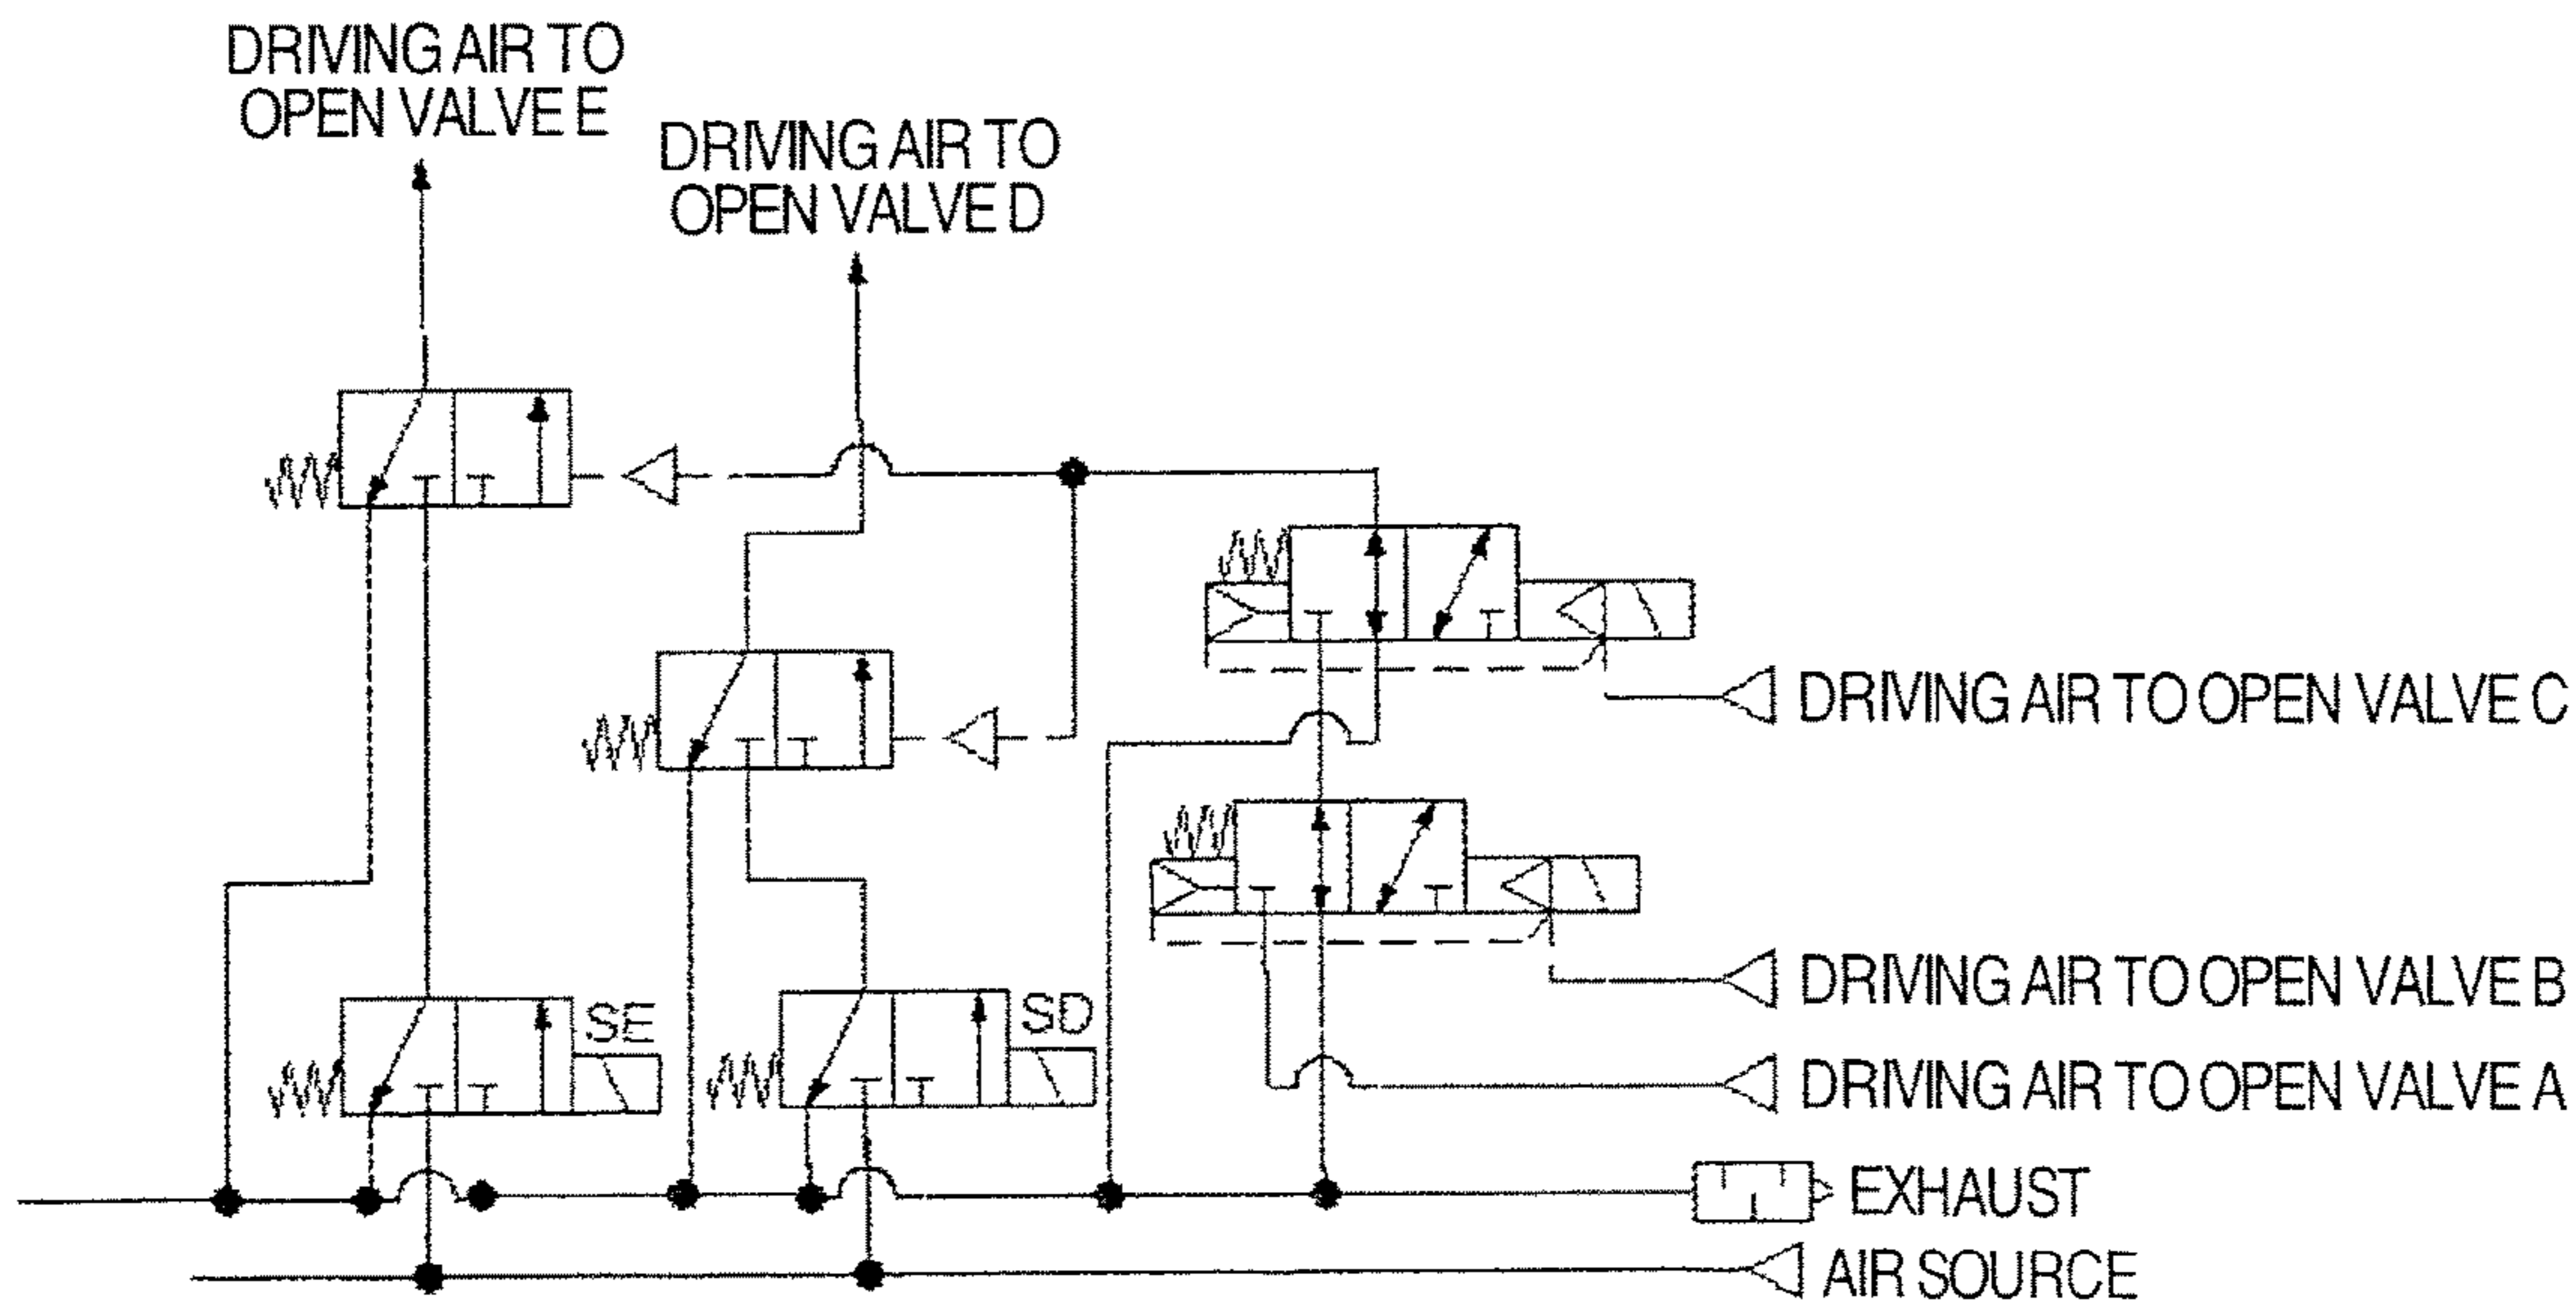 DRIVING AIR TO
OPEN VALVE E
DRIVING AIR TO
OPEN VALVE D
DRIVING AIR TO OPEN VALVE C
DRIVING AIR TO OPEN VALVE B
SE
SD
DRIVING AIR TO OPEN VALVE A
EXHAUST
AIR SOURCE